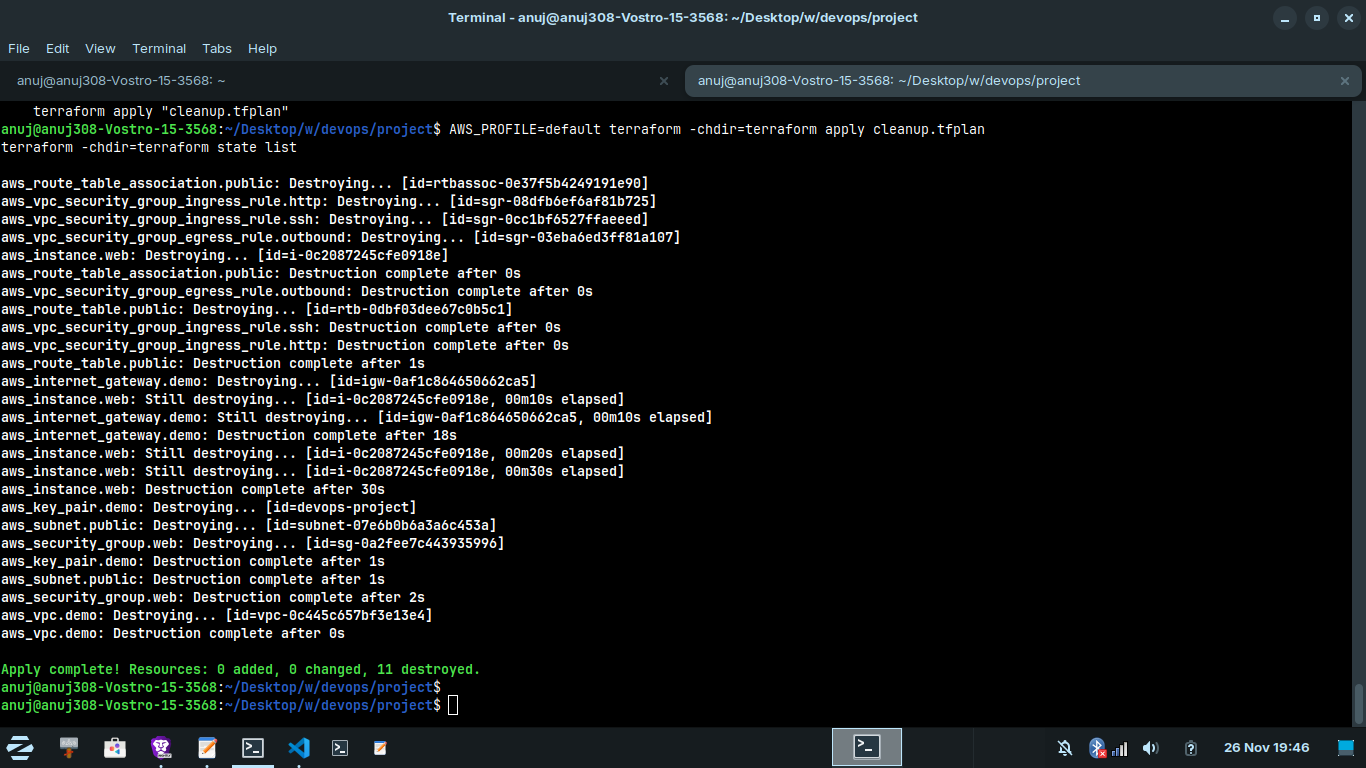 Terminal - anuj@anuj308-Vostro-15-3568: ~/Desktop/w/devops/project
File Edit View Terminal Tabs Help
anuj@anuj308-Vostro-15-3568: ~
anuj@anuj308-Vostro-15-3568: ~/Desktop/w/devops/project
terraform apply "cleanup.tfplan"
anuj@anuj308-Vostro-15-3568:~/Desktop/w/devops/project$ AWS_PROFILE=default terraform -chdir=terraform apply cleanup.tfplan
terraform -chdir=terraform state list
aws_route_table_association.public: Destroying... [id=rtbassoc-0e37f5b4249191e90]
aws_vpc_security_group_ingress_rule.http: Destroying... [id=sgr-08dfb6ef6af81b725]
aws_vpc_security_group_ingress_rule.ssh: Destroying... [id=sgr-0cc1bf6527ffaeeed]
aws_vpc_security_group_egress_rule.outbound: Destroying... [id=sgr-03eba6ed3ff81a107]
aws_instance.web: Destroying... [id=i-0c2087245cfe0918e]
aws_route_table_association.public: Destruction complete after 0s
aws_vpc_security_group_egress_rule.outbound: Destruction complete after 0s
aws_route_table.public: Destroying... [id=rtb-0dbf03dee67c0b5c1]
aws_vpc_security_group_ingress_rule.ssh: Destruction complete after 0s
aws_vpc_security_group_ingress_rule.http: Destruction complete after 0s
aws_route_table.public: Destruction complete after 1s
aws_internet_gateway.demo: Destroying... [id=igw-0af1c864650662ca5]
aws_instance.web: Still destroying... [id=i-0c2087245cfe0918e, 00m10s elapsed]
aws_internet_gateway.demo: Still destroying... [id=igw-0af1c864650662ca5, 00m10s elapsed]
aws_internet_gateway.demo: Destruction complete after 18s
aws_instance.web: Still destroying... [id=i-0c2087245cfe0918e, 00m20s elapsed]
aws_instance.web: Still destroying... [id=i-0c2087245cfe0918e, 00m30s elapsed]
aws_instance.web: Destruction complete after 30s
aws_key_pair.demo: Destroying... [id=devops-project]
aws_subnet.public: Destroying... [id=subnet-07e6b0b6a3a6c453a]
aws_security_group.web: Destroying... [id=sg-0a2fee7c443935996]
aws_key_pair.demo: Destruction complete after 1s
aws_subnet.public: Destruction complete after 1s
aws_security_group.web: Destruction complete after 2s
aws_vpc.demo: Destroying... [id=vpc-0c445c657bf3e13e4]
aws_vpc.demo: Destruction complete after 0s
Apply complete! Resources: 0 added, 0 changed, 11 destroyed.
anuj@anuj308-Vostro-15-3568:~/Desktop/w/devops/project$
anuj@anuj308-Vostro-15-3568:~/Desktop/w/devops/project$
26 Nov 19:46